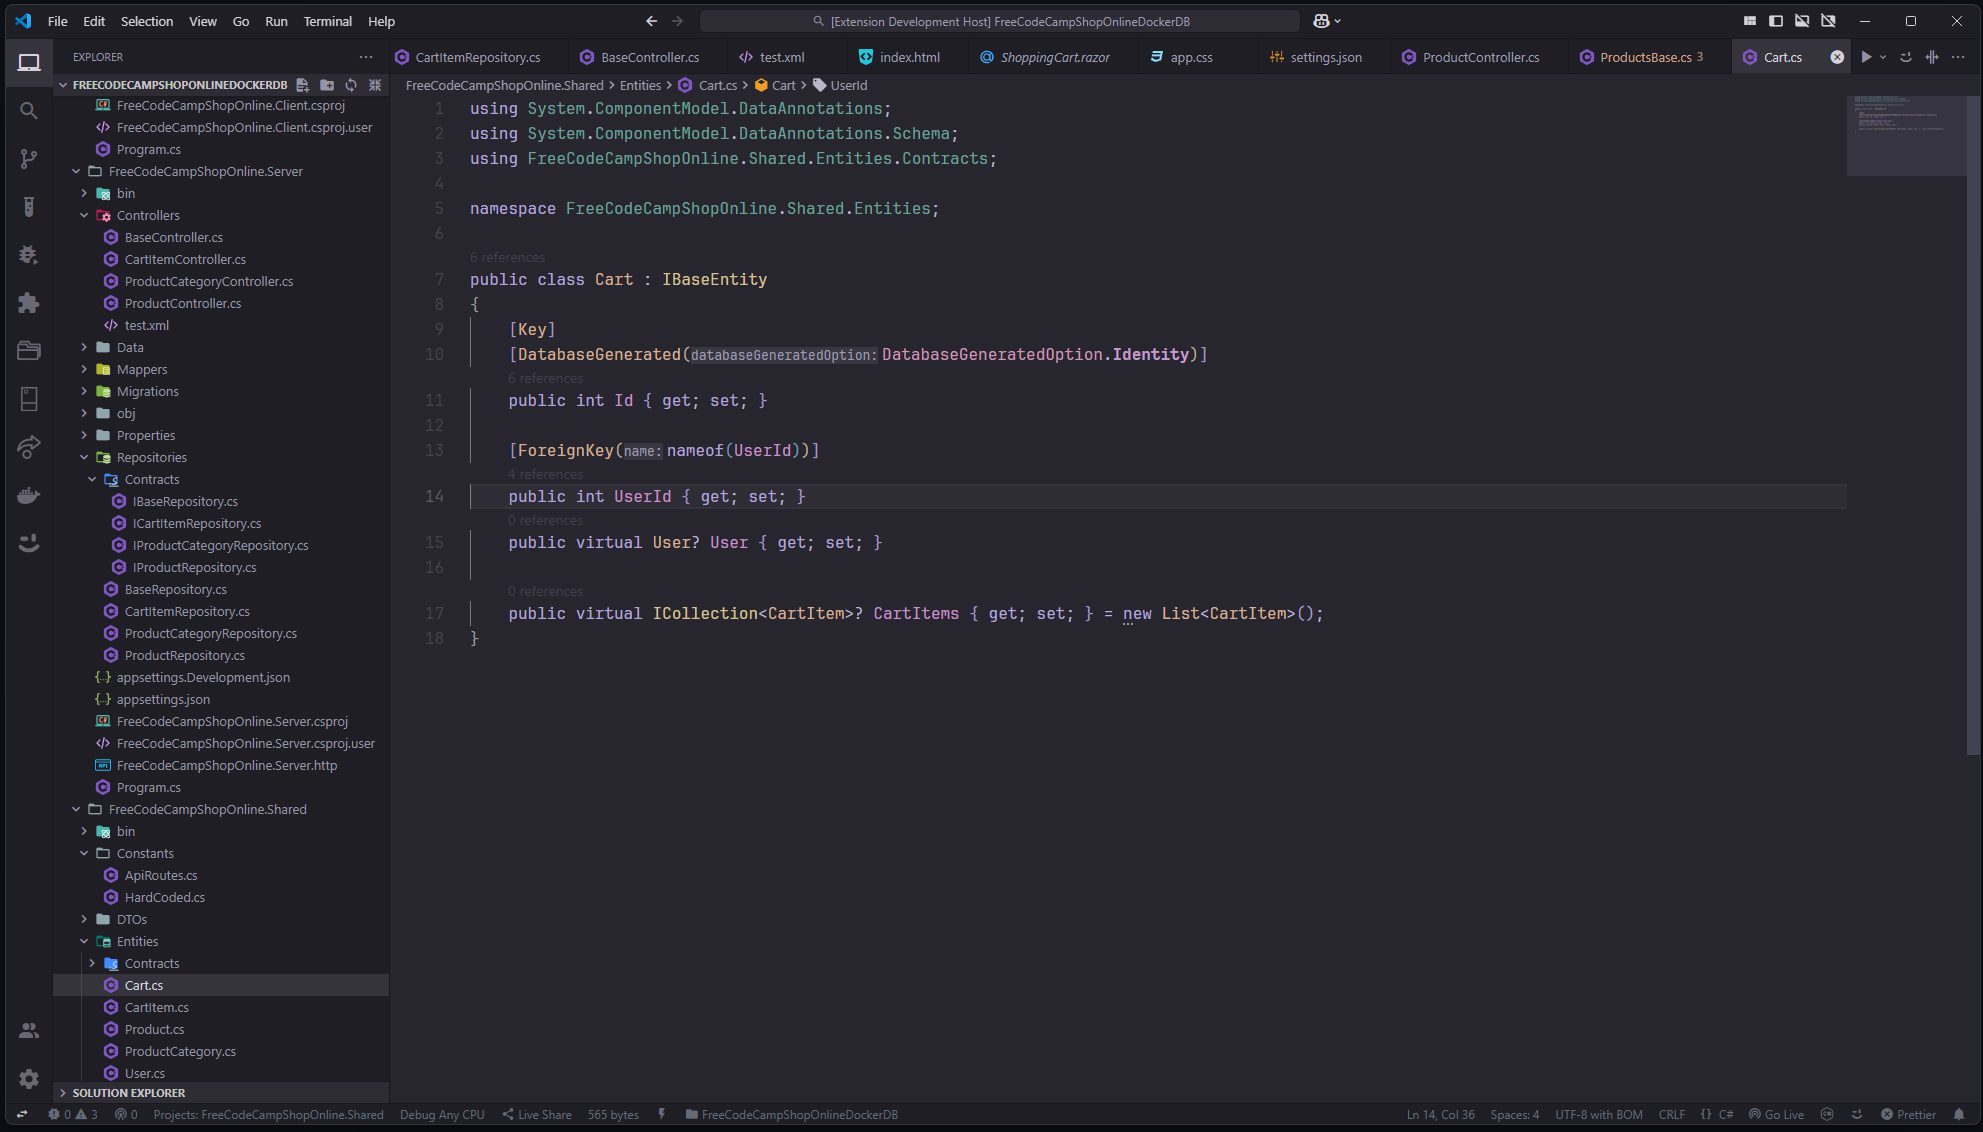 File Edit Selection View Go Run Terminal Help
[Extension Development Host] FreeCodeCampShopOnlineDockerDB
EXPLORER
FREECODECAMPSHOPONLINEDOCKERDB
FreeCodeCampShopOnline.Client.csproj
FreeCodeCampShopOnline.Client.csproj.user
Program.cs
FreeCodeCampShopOnline.Server
bin
Controllers
BaseController.cs
CartItemController.cs
ProductCategoryController.cs
ProductController.cs
test.xml
Data
Mappers
Migrations
obj
Properties
Repositories
Contracts
IBaseRepository.cs
ICartItemRepository.cs
IProductCategoryRepository.cs
IProductRepository.cs
BaseRepository.cs
CartItemRepository.cs
ProductCategoryRepository.cs
ProductRepository.cs
appsettings.Development.json
appsettings.json
FreeCodeCampShopOnline.Server.csproj
FreeCodeCampShopOnline.Server.csproj.user
FreeCodeCampShopOnline.Server.http
Program.cs
FreeCodeCampShopOnline.Shared
bin
Constants
ApiRoutes.cs
HardCoded.cs
DTOs
Entities
Contracts
Cart.cs
CartItem.cs
Product.cs
ProductCategory.cs
User.cs
SOLUTION EXPLORER
CartItemRepository.cs BaseController.cs test.xml index.html ShoppingCart.razor app.css settings.json ProductController.cs ProductsBase.cs 3 Cart.cs
FreeCodeCampShopOnline.Shared > Entities > Cart.cs > Cart > UserId
1 using System.ComponentModel.DataAnnotations;
2 using System.ComponentModel.DataAnnotations.Schema;
3 using FreeCodeCampShopOnline.Shared.Entities.Contracts;
4
5 namespace FreeCodeCampShopOnline.Shared.Entities;
6
6 references
7 public class Cart : IBaseEntity
8 {
9 [Key]
10 [DatabaseGenerated(databaseGeneratedOption: DatabaseGeneratedOption.Identity)]
6 references
11 public int Id { get; set; }
12
13 [ForeignKey(name: nameof(UserId))]
4 references
14 public int UserId { get; set; }
0 references
15 public virtual User? User { get; set; }
16
0 references
17 public virtual ICollection<CartItem>? CartItems { get; set; } = new List<CartItem>();
18 }
0 3 0 Projects: FreeCodeCampShopOnline.Shared Debug Any CPU Live Share 565 bytes FreeCodeCampShopOnlineDockerDB Ln 14, Col 36 Spaces: 4 UTF-8 with BOM CRLF {} C# Go Live Prettier